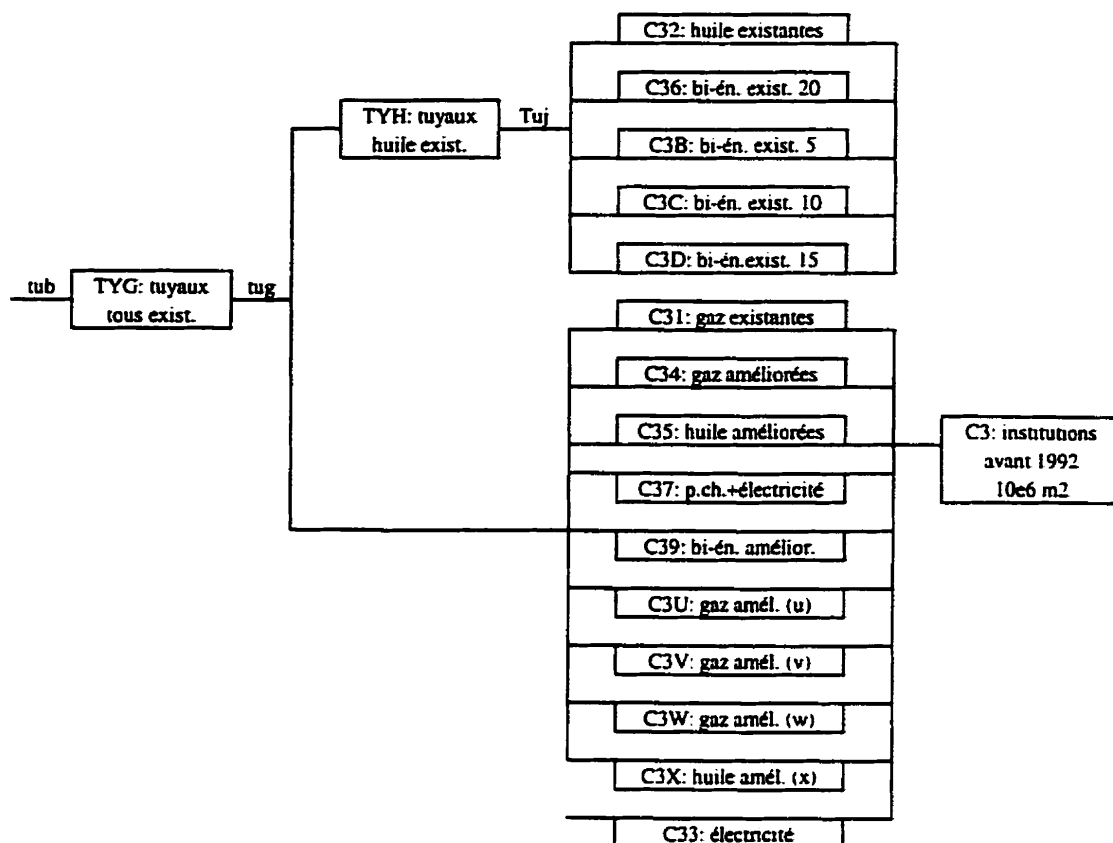 C32: huile existantes
C36: bi-én. exist. 20
TYH: tuyaux
huile exist.
Tuj
C3B: bi-én. exist. 5
C3C: bi-én. exist. 10
C3D: bi-én.exist. 15
tub
TYG: tuyaux
tous exist.
tug
C31: gaz existantes
C34: gaz améliorées
C35: huile améliorées
C37: p.ch.+électricité
C39: bi-én. amélior.
C3U: gaz amél. (u)
C3V: gaz amél. (v)
C3W: gaz amél. (w)
C3X: huile amél. (x)
C33: électricité
C3: institutions
avant 1992
10e6 m2